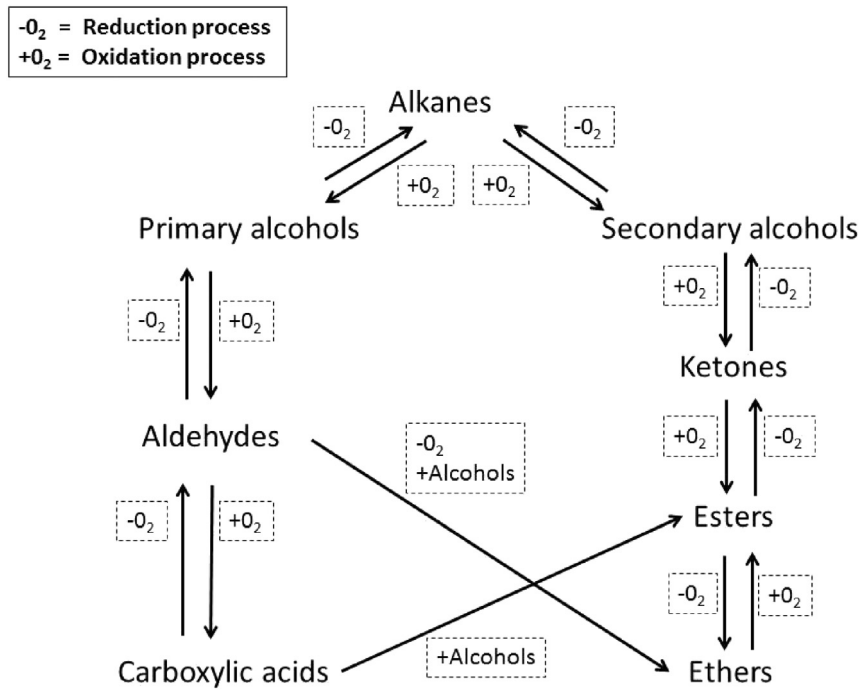 -0₂ = Reduction process
+0₂ = Oxidation process
Alkanes
-0₂
-0₂
+0₂
+0₂
Primary alcohols
Secondary alcohols
+0₂
-0₂
-0₂
+0₂
Ketones
Aldehydes
-0₂
+Alcohols
+0₂
-0₂
-0₂
+0₂
Esters
-0₂
+0₂
Carboxylic acids
+Alcohols
Ethers